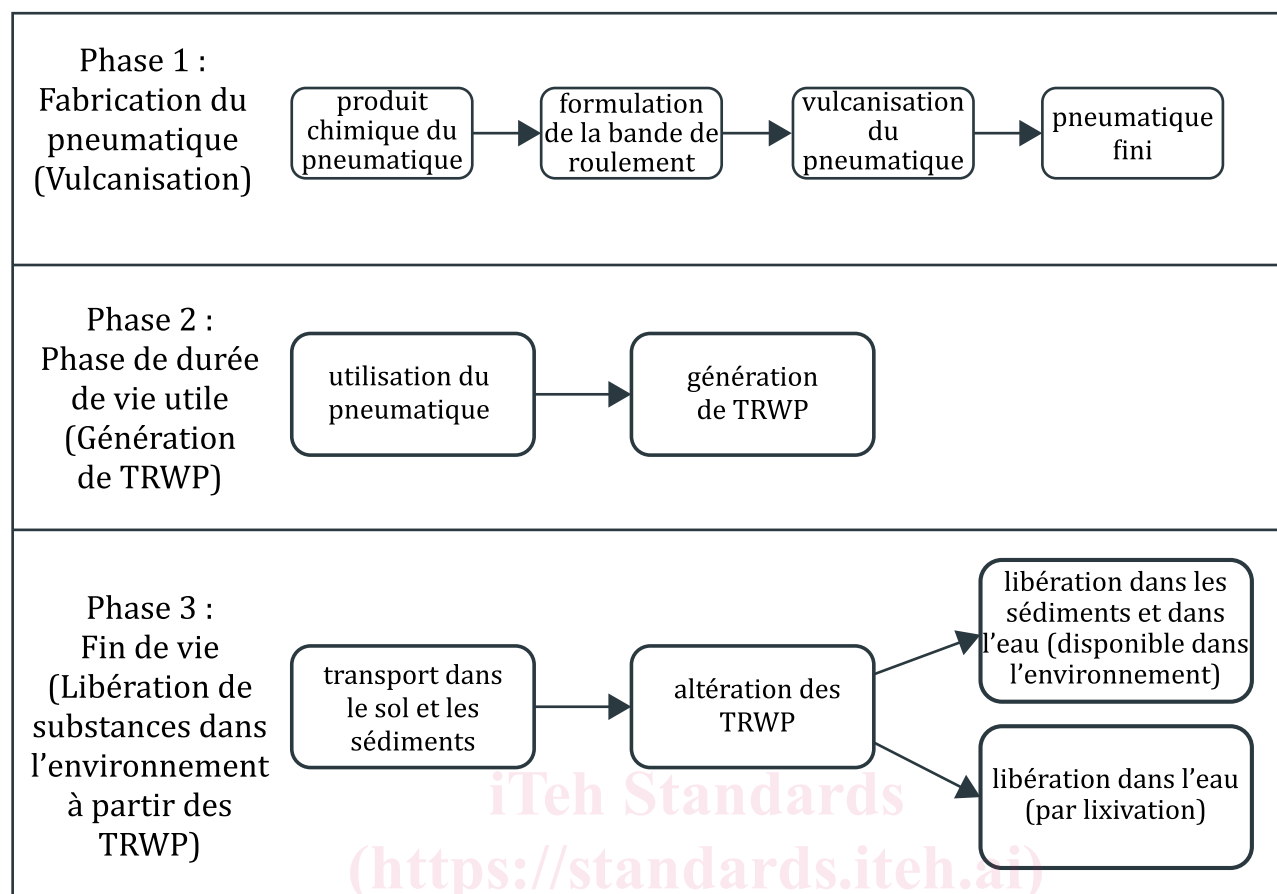 Phase 1 :
Fabrication du
pneumatique
(Vulcanisation)
produit
chimique du
pneumatique
formulation
de la bande de
roulement
vulcanisation
du
pneumatique
pneumatique
fini
Phase 2 :
Phase de durée
de vie utile
(Génération
de TRWP)
utilisation du
pneumatique
génération
de TRWP
Phase 3 :
Fin de vie
(Libération de
substances dans
l’environnement
à partir des
TRWP)
transport dans
le sol et les
sédiments
altération des
TRWP
libération dans les
sédiments et dans
l’eau (disponible dans
l’environnement)
libération dans l’eau
(par lixivation)
iTeh Standards
(https://standards.iteh.ai)